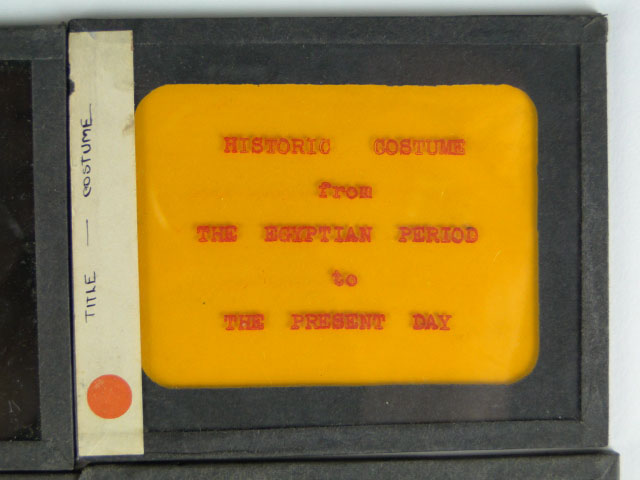 HISTORIC COSTUME
from
THE EGYPTIAN PERIOD
to
THE PRESENT DAY
TITLE — COSTUME